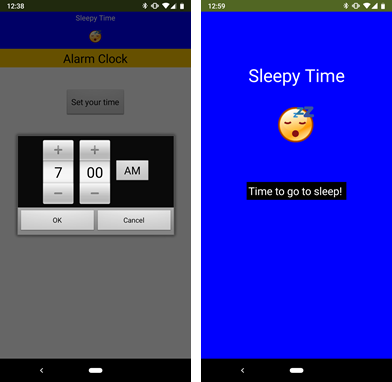 12:38
Sleepy Time
Alarm Clock
Set your time
7 00 AM
OK Cancel
12:59
Sleepy Time
Time to go to sleep!